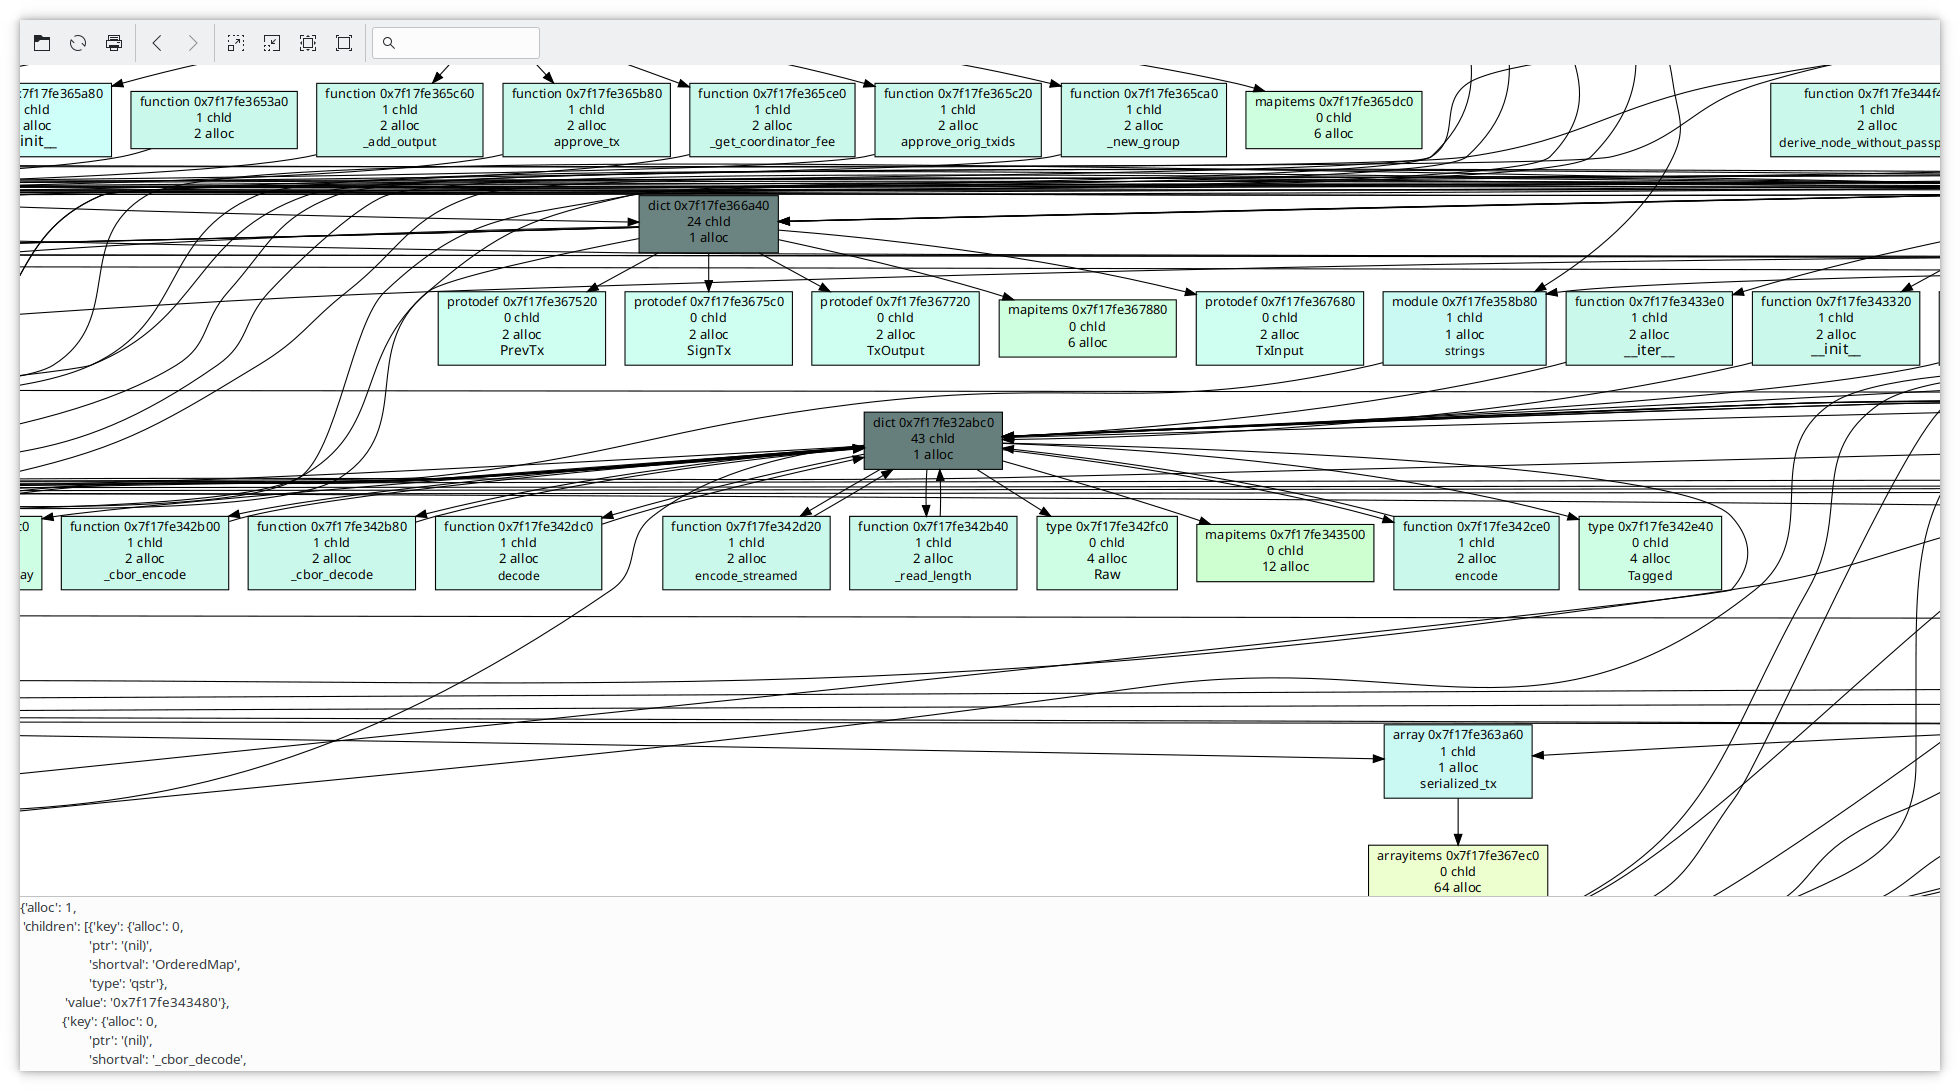 :7f17fe365a80
chld
alloc
init__
function 0x7f17fe3653a0
1 chld
2 alloc
function 0x7f17fe365c60
1 chld
2 alloc
_add_output
function 0x7f17fe365b80
1 chld
2 alloc
approve_tx
function 0x7f17fe365ce0
1 chld
2 alloc
_get_coordinator_fee
function 0x7f17fe365c20
1 chld
2 alloc
approve_orig_txids
function 0x7f17fe365ca0
1 chld
2 alloc
_new_group
mapitems 0x7f17fe365dc0
0 chld
6 alloc
function 0x7f17fe344f4
1 chld
2 alloc
derive_node_without_passp
dict 0x7f17fe366a40
24 chld
1 alloc
protodef 0x7f17fe367520
0 chld
2 alloc
PrevTx
protodef 0x7f17fe3675c0
0 chld
2 alloc
SignTx
protodef 0x7f17fe367720
0 chld
2 alloc
TxOutput
mapitems 0x7f17fe367880
0 chld
6 alloc
protodef 0x7f17fe367680
0 chld
2 alloc
TxInput
module 0x7f17fe358b80
1 chld
1 alloc
strings
function 0x7f17fe3433e0
1 chld
2 alloc
__iter__
function 0x7f17fe343320
1 chld
2 alloc
__init__
dict 0x7f17fe32abc0
43 chld
1 alloc
:0
ay
function 0x7f17fe342b00
1 chld
2 alloc
_cbor_encode
function 0x7f17fe342b80
1 chld
2 alloc
_cbor_decode
function 0x7f17fe342dc0
1 chld
2 alloc
decode
function 0x7f17fe342d20
1 chld
2 alloc
encode_streamed
function 0x7f17fe342b40
1 chld
2 alloc
_read_length
type 0x7f17fe342fc0
0 chld
4 alloc
Raw
mapitems 0x7f17fe343500
0 chld
12 alloc
function 0x7f17fe342ce0
1 chld
2 alloc
encode
type 0x7f17fe342e40
0 chld
4 alloc
Tagged
array 0x7f17fe363a60
1 chld
1 alloc
serialized_tx
arrayitems 0x7f17fe367ec0
0 chld
64 alloc
{'alloc': 1,
'children': [{'key': {'alloc': 0,
'ptr': '(nil)',
'shortval': 'OrderedMap',
'type': 'qstr'},
'value': '0x7f17fe343480'},
{'key': {'alloc': 0,
'ptr': '(nil)',
'shortval': '_cbor_decode',